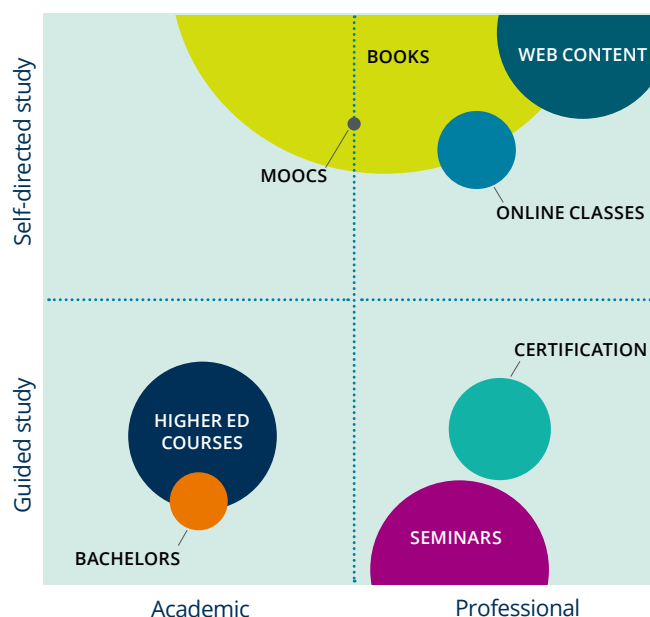 BOOKS
WEB CONTENT
MOOCS
ONLINE CLASSES
Self-directed study
CERTIFICATION
HIGHER ED
COURSES
SEMINARS
BACHELORS
Guided study
Academic
Professional